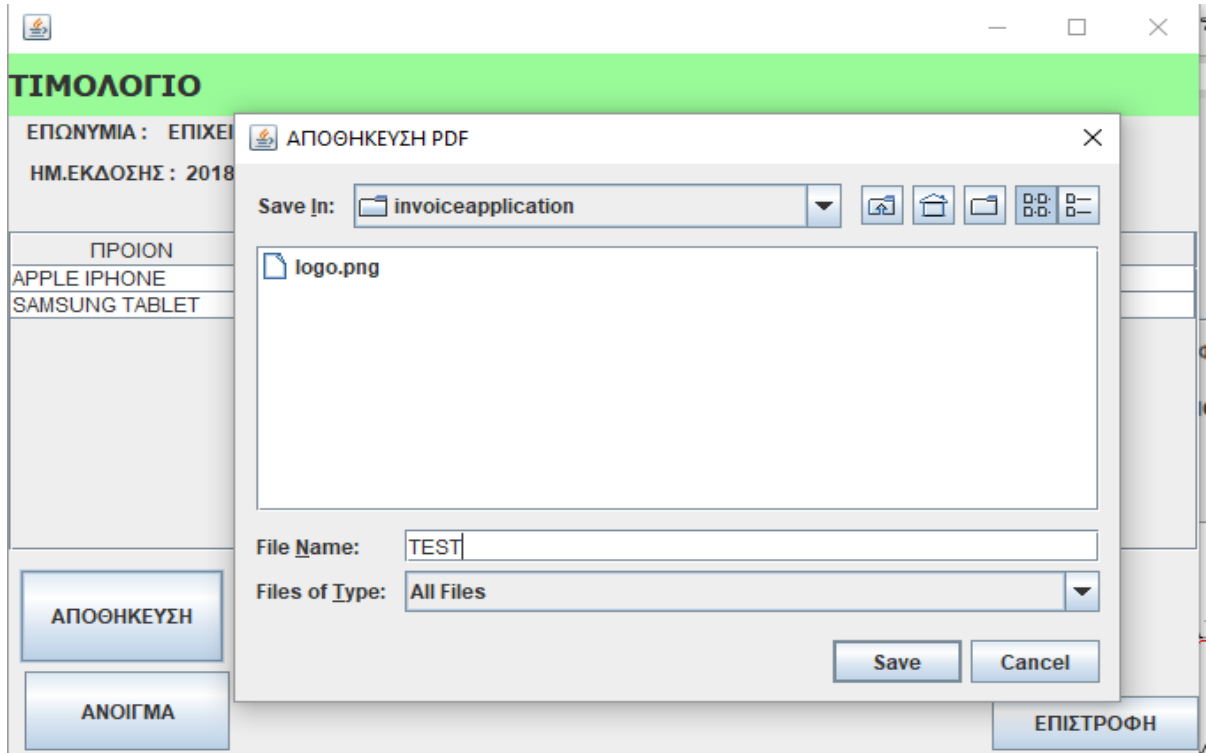 ΤΙΜΟΛΟΓΙΟ
ΕΠΩΝΥΜΙΑ : ΕΠΙΧΕΙ
ΗΜ.ΕΚΔΟΣΗΣ : 2018
ΠΡΟΙΟΝ
APPLE IPHONE
SAMSUNG TABLET
ΑΠΟΘΗΚΕΥΣΗ PDF
Save In: invoiceapplication
logo.png
File Name: TEST
Files of Type: All Files
Save Cancel
ΑΠΟΘΗΚΕΥΣΗ
ΑΝΟΙΓΜΑ
ΕΠΙΣΤΡΟΦΗ